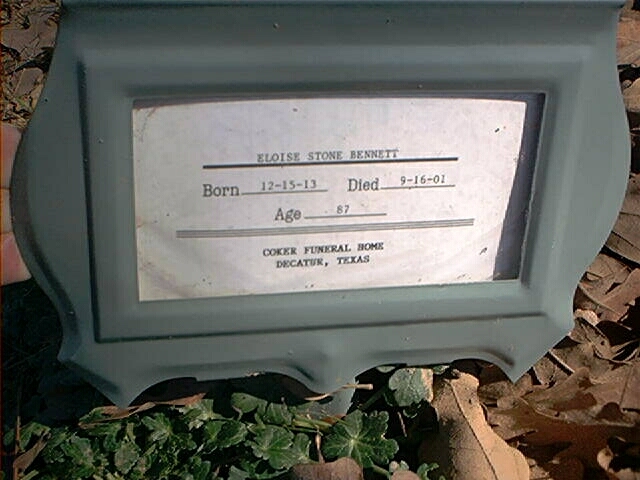 ELOISE STONE BENNETT
Born 12-15-13 Died 9-16-01
Age 87
COKER FUNERAL HOME
DECATUR, TEXAS